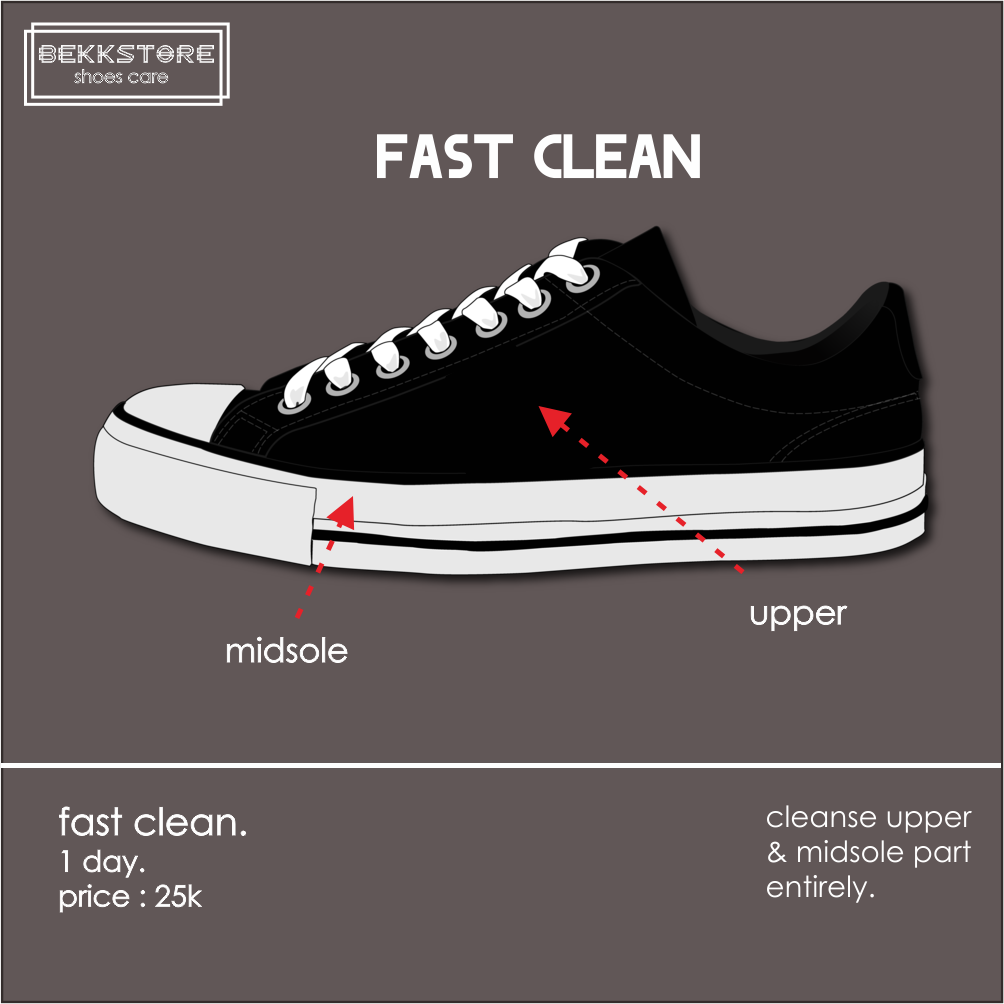 BEKKSTORE
shoes care
FAST CLEAN
upper
midsole
fast clean.
1 day.
price : 25k
cleanse upper
& midsole part
entirely.